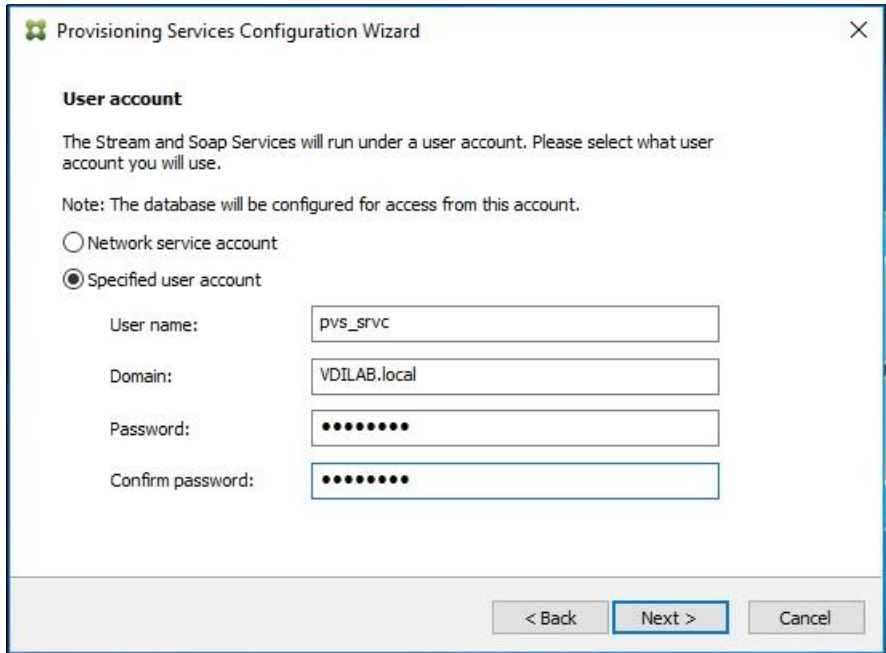 Provisioning Services Configuration Wizard
User account
The Stream and Soap Services will run under a user account. Please select what user
account you will use.
Note: The database will be configured for access from this account.
Network service account
Specified user account
User name: pvs_srvc
Domain: VDILAB.local
Password: ●●●●●●●●
Confirm password: ●●●●●●●●
< Back Next > Cancel